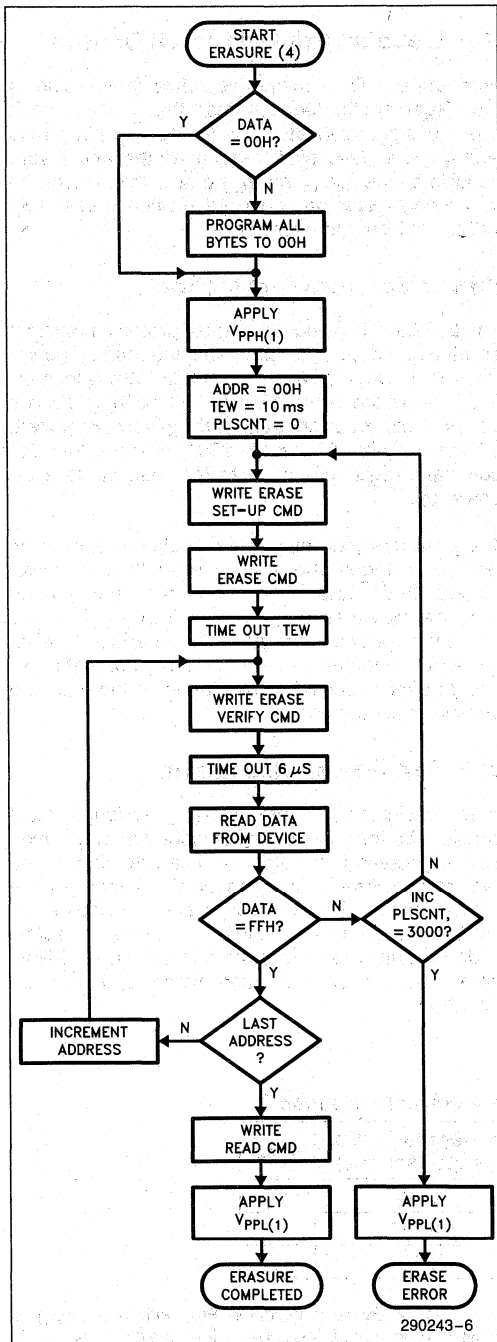 START
ERASURE (4)
DATA
=00H?
Y
N
PROGRAM ALL
BYTES TO 00H
APPLY
VPPH(1)
ADDR = 00H
TEW = 10 ms
PLSCNT = 0
WRITE ERASE
SET-UP CMD
WRITE
ERASE CMD
TIME OUT TEW
WRITE ERASE
VERIFY CMD
TIME OUT 6 μS
READ DATA
FROM DEVICE
DATA
=FFH?
N
Y
INC
PLSCNT,
=3000?
N
Y
LAST
ADDRESS
?
N
Y
INCREMENT
ADDRESS
WRITE
READ CMD
APPLY
VPPL(1)
APPLY
VPPL(1)
ERASURE
COMPLETED
ERASE
ERROR
290243-6